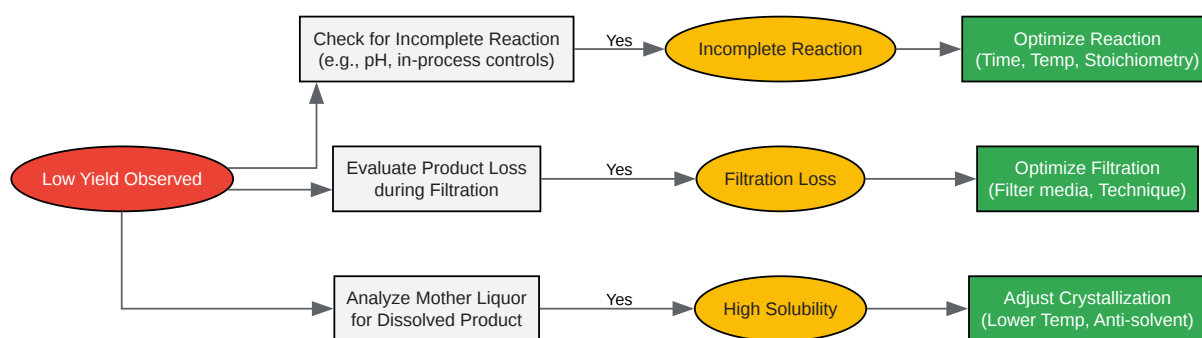 Check for Incomplete Reaction
(e.g., pH, in-process controls)
Yes
Incomplete Reaction
Optimize Reaction
(Time, Temp, Stoichiometry)
Low Yield Observed
Evaluate Product Loss
during Filtration
Yes
Filtration Loss
Optimize Filtration
(Filter media, Technique)
Analyze Mother Liquor
for Dissolved Product
Yes
High Solubility
Adjust Crystallization
(Lower Temp, Anti-solvent)